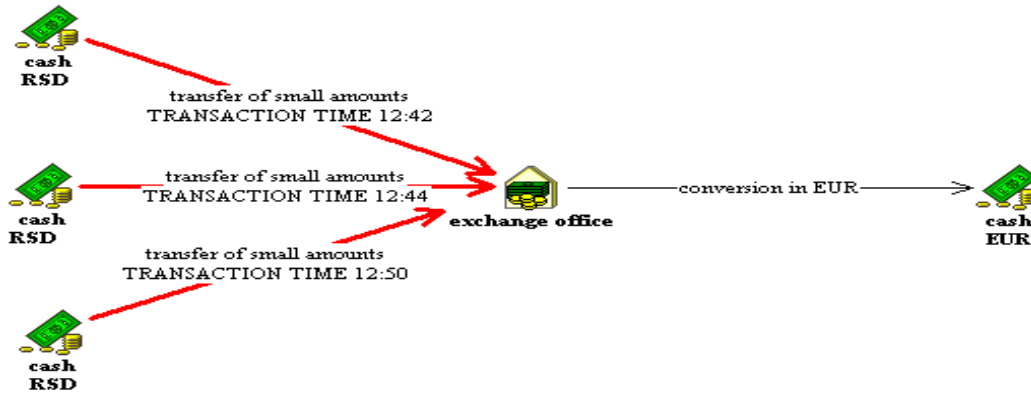 cash
RSD
transfer of small amounts
TRANSACTION TIME 12:42
cash
RSD
transfer of small amounts
TRANSACTION TIME 12:44
exchange office
conversion in EUR
cash
EUR
transfer of small amounts
TRANSACTION TIME 12:50
cash
RSD